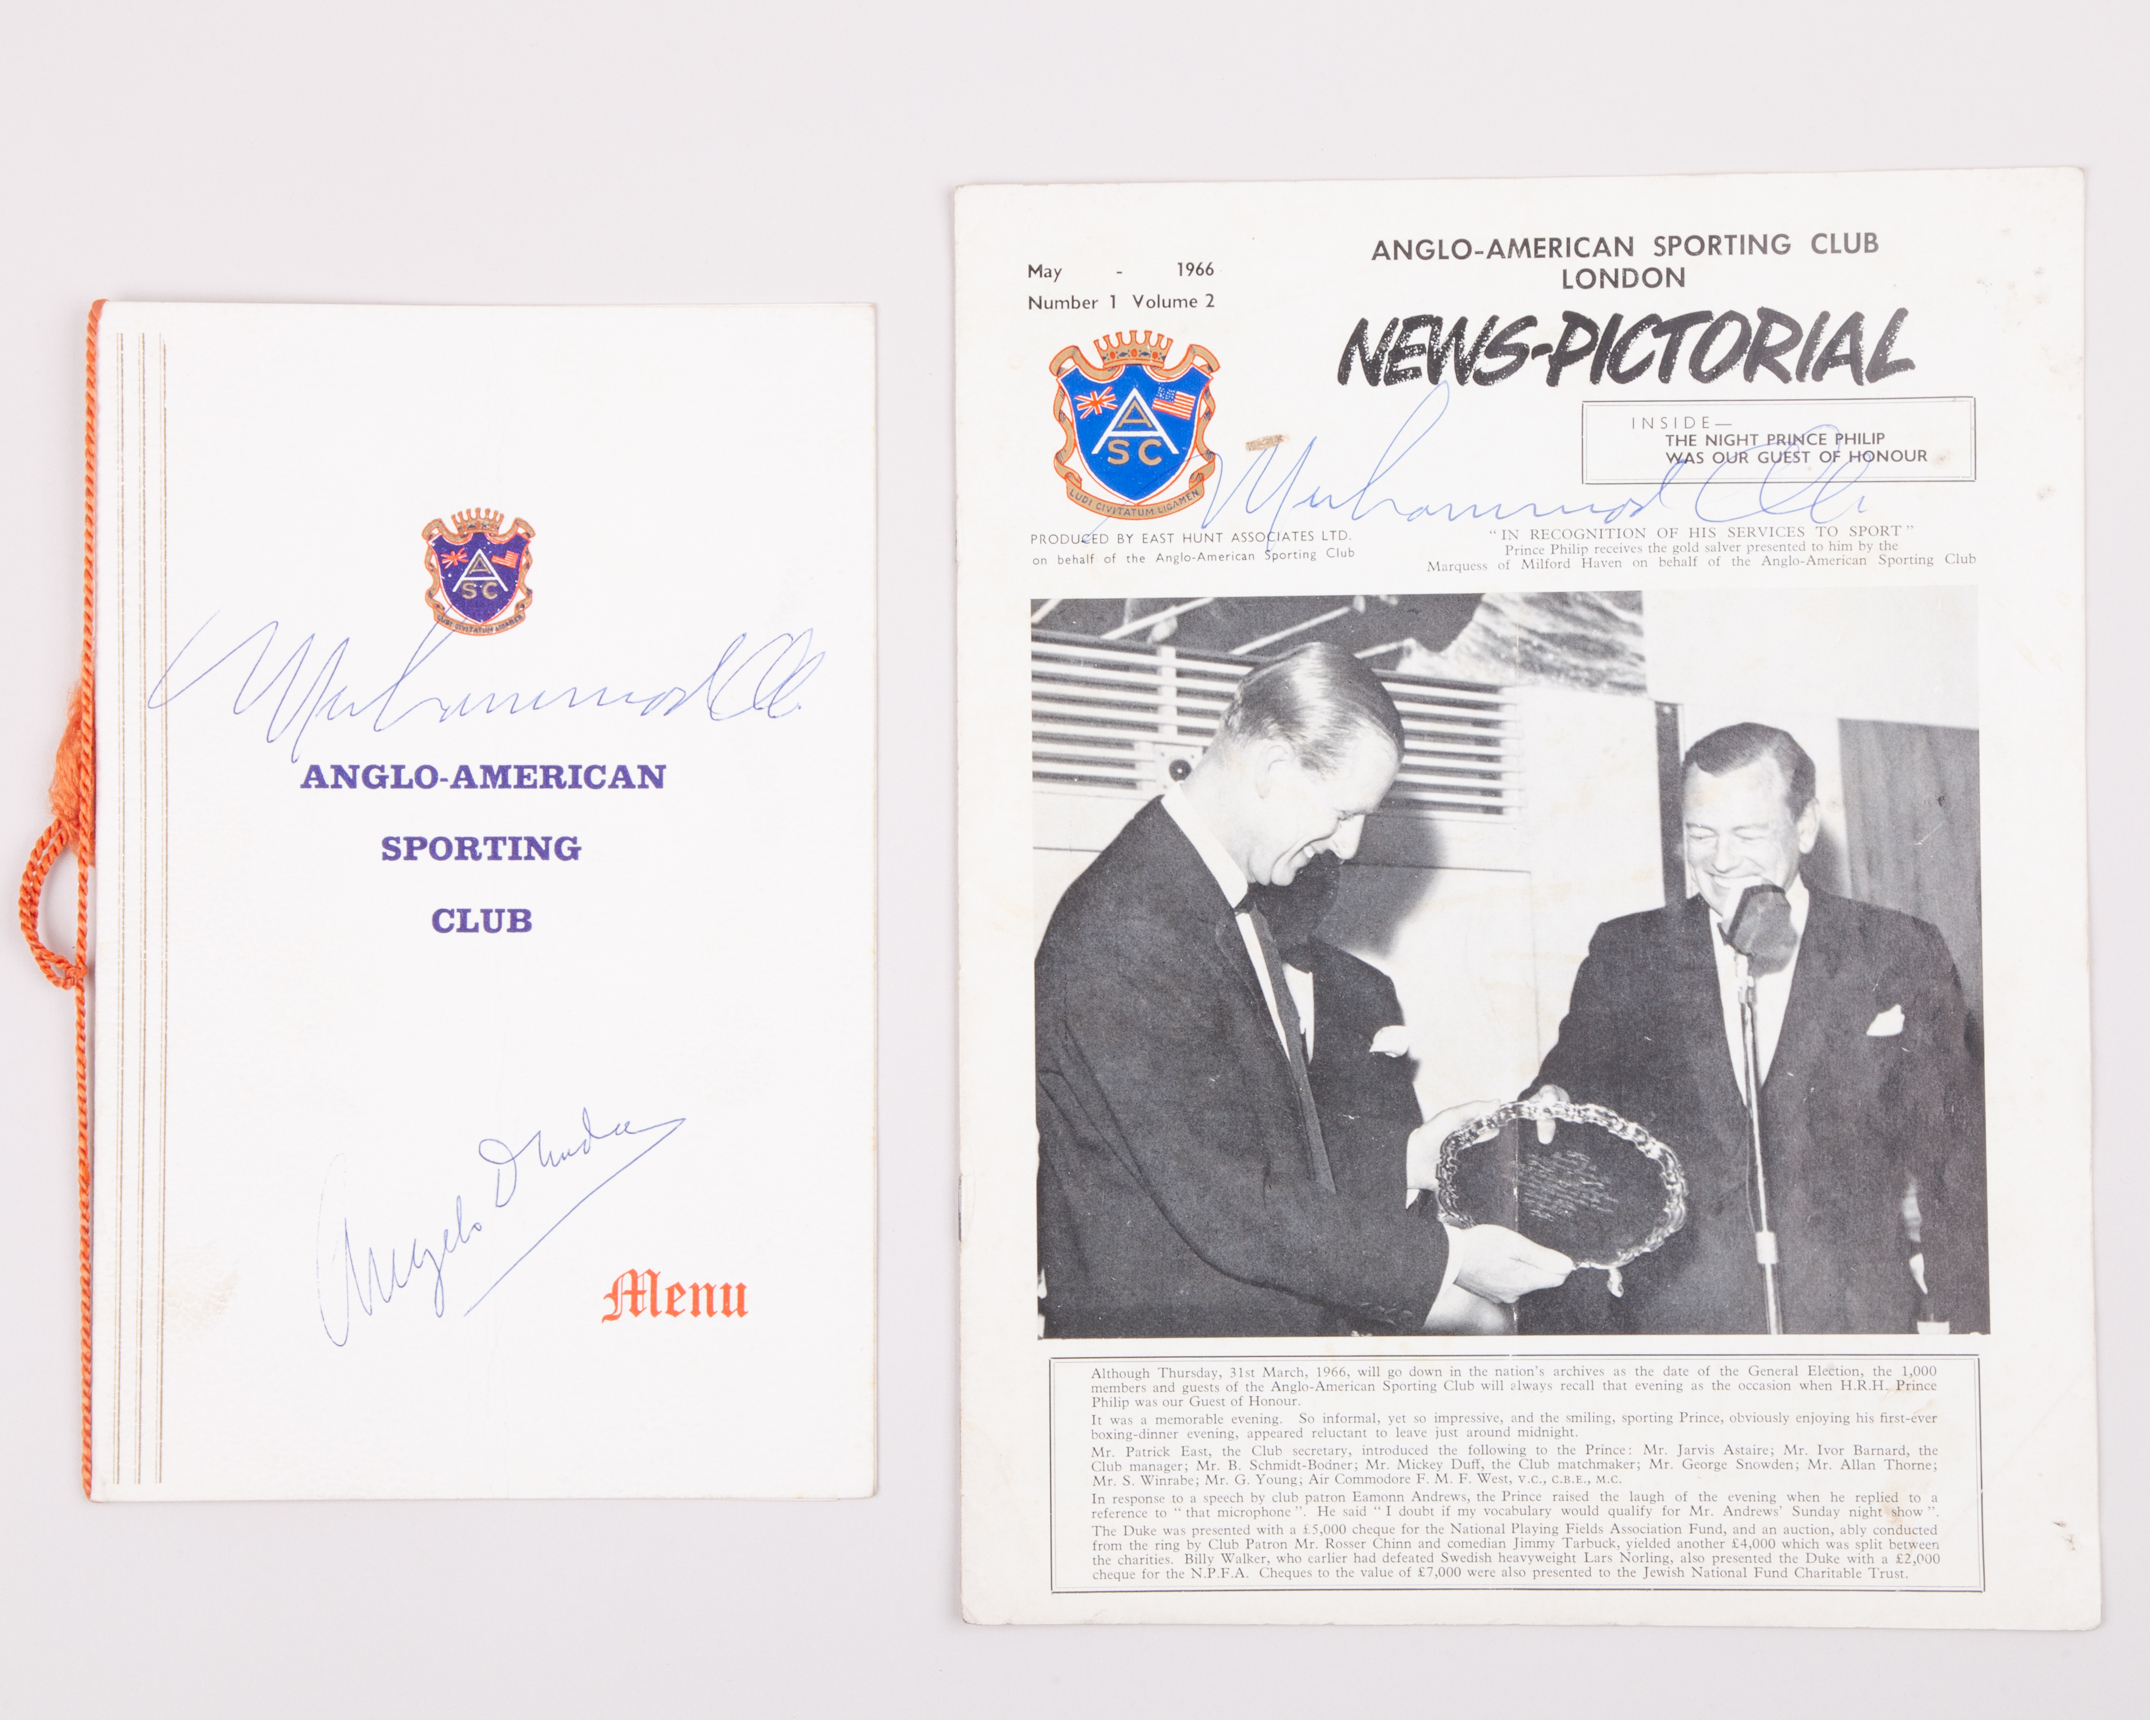 A
A
SC
LUDI CIVITATUM LIGAMEN
Muhammad Ali
ANGLO-AMERICAN
SPORTING
CLUB
Angelo Dundee
Menu
May - 1966
Number 1 Volume 2
ANGLO-AMERICAN SPORTING CLUB
LONDON
NEWS-PICTORIAL
A
A
SC
LUDI CIVITATUM LIGAMEN
INSIDE—
THE NIGHT PRINCE PHILIP
WAS OUR GUEST OF HONOUR
Muhammad Ali
PRODUCED BY EAST HUNT ASSOCIATES LTD.
on behalf of the Anglo-American Sporting Club
"IN RECOGNITION OF HIS SERVICES TO SPORT"
Prince Philip receives the gold salver presented to him by the
Marquess of Milford Haven on behalf of the Anglo-American Sporting Club
Although Thursday, 31st March, 1966, will go down in the nation's archives as the date of the General Election, the 1,000
members and guests of the Anglo-American Sporting Club will always recall that evening as the occasion when H.R.H. Prince
Philip was our Guest of Honour.
It was a memorable evening. So informal, yet so impressive, and the smiling, sporting Prince, obviously enjoying his first-ever
boxing-dinner evening, appeared reluctant to leave just around midnight.
Mr. Patrick East, the Club secretary, introduced the following to the Prince: Mr. Jarvis Astaire; Mr. Ivor Barnard, the
Club manager; Mr. B. Schmidt-Bodner; Mr. Mickey Duff, the Club matchmaker; Mr. George Snowden; Mr. Allan Thorne;
Mr. S. Winrabe; Mr. G. Young; Air Commodore F. M. F. West, V.C., C.B.E., M.C.
In response to a speech by club patron Eamonn Andrews, the Prince raised the laugh of the evening when he replied to a
reference to "that microphone". He said "I doubt if my vocabulary would qualify for Mr. Andrews' Sunday night show".
The Duke was presented with a £5,000 cheque for the National Playing Fields Association Fund, and an auction, ably conducted
from the ring by Club Patron Mr. Rosser Chinn and comedian Jimmy Tarbuck, yielded another £4,000 which was split between
the charities. Billy Walker, who earlier had defeated Swedish heavyweight Lars Norling, also presented the Duke with a £2,000
cheque for the N.P.F.A. Cheques to the value of £7,000 were also presented to the Jewish National Fund Charitable Trust.